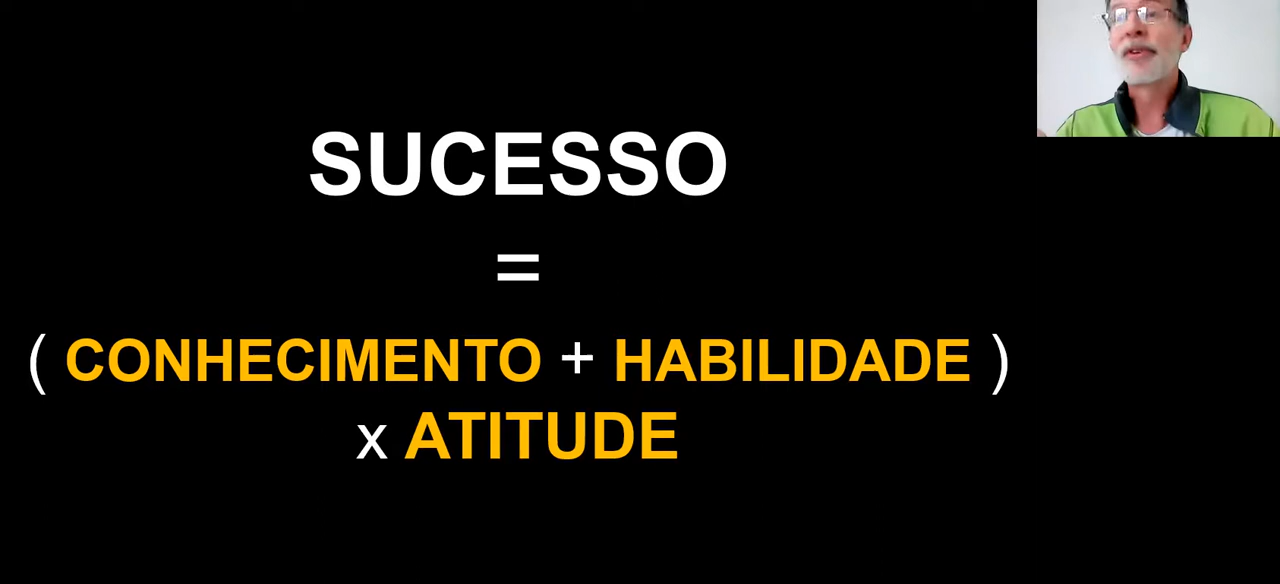 SUCESSO
=
( CONHECIMENTO + HABILIDADE )
x ATITUDE